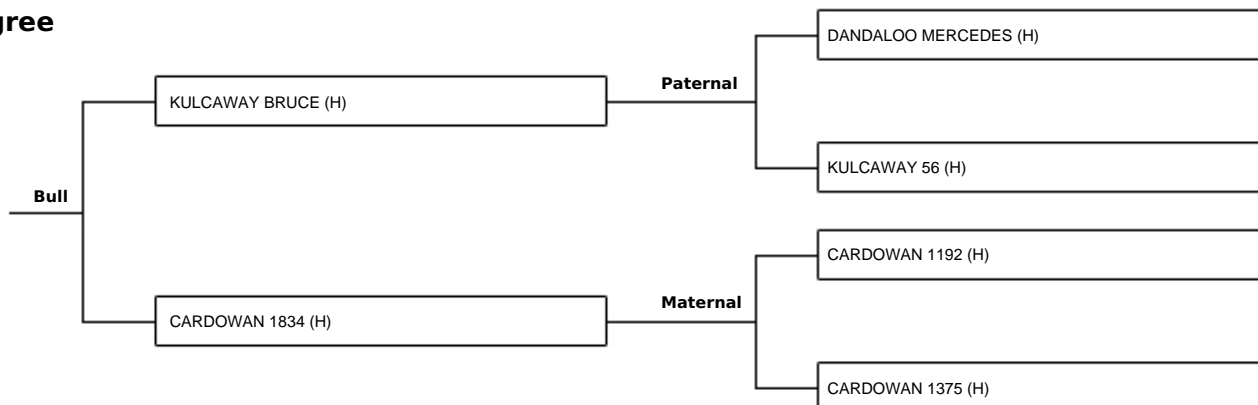 gree
DANDALOO MERCEDES (H)
KULCAWAY BRUCE (H)
Paternal
KULCAWAY 56 (H)
Bull
CARDOWAN 1192 (H)
CARDOWAN 1834 (H)
Maternal
CARDOWAN 1375 (H)